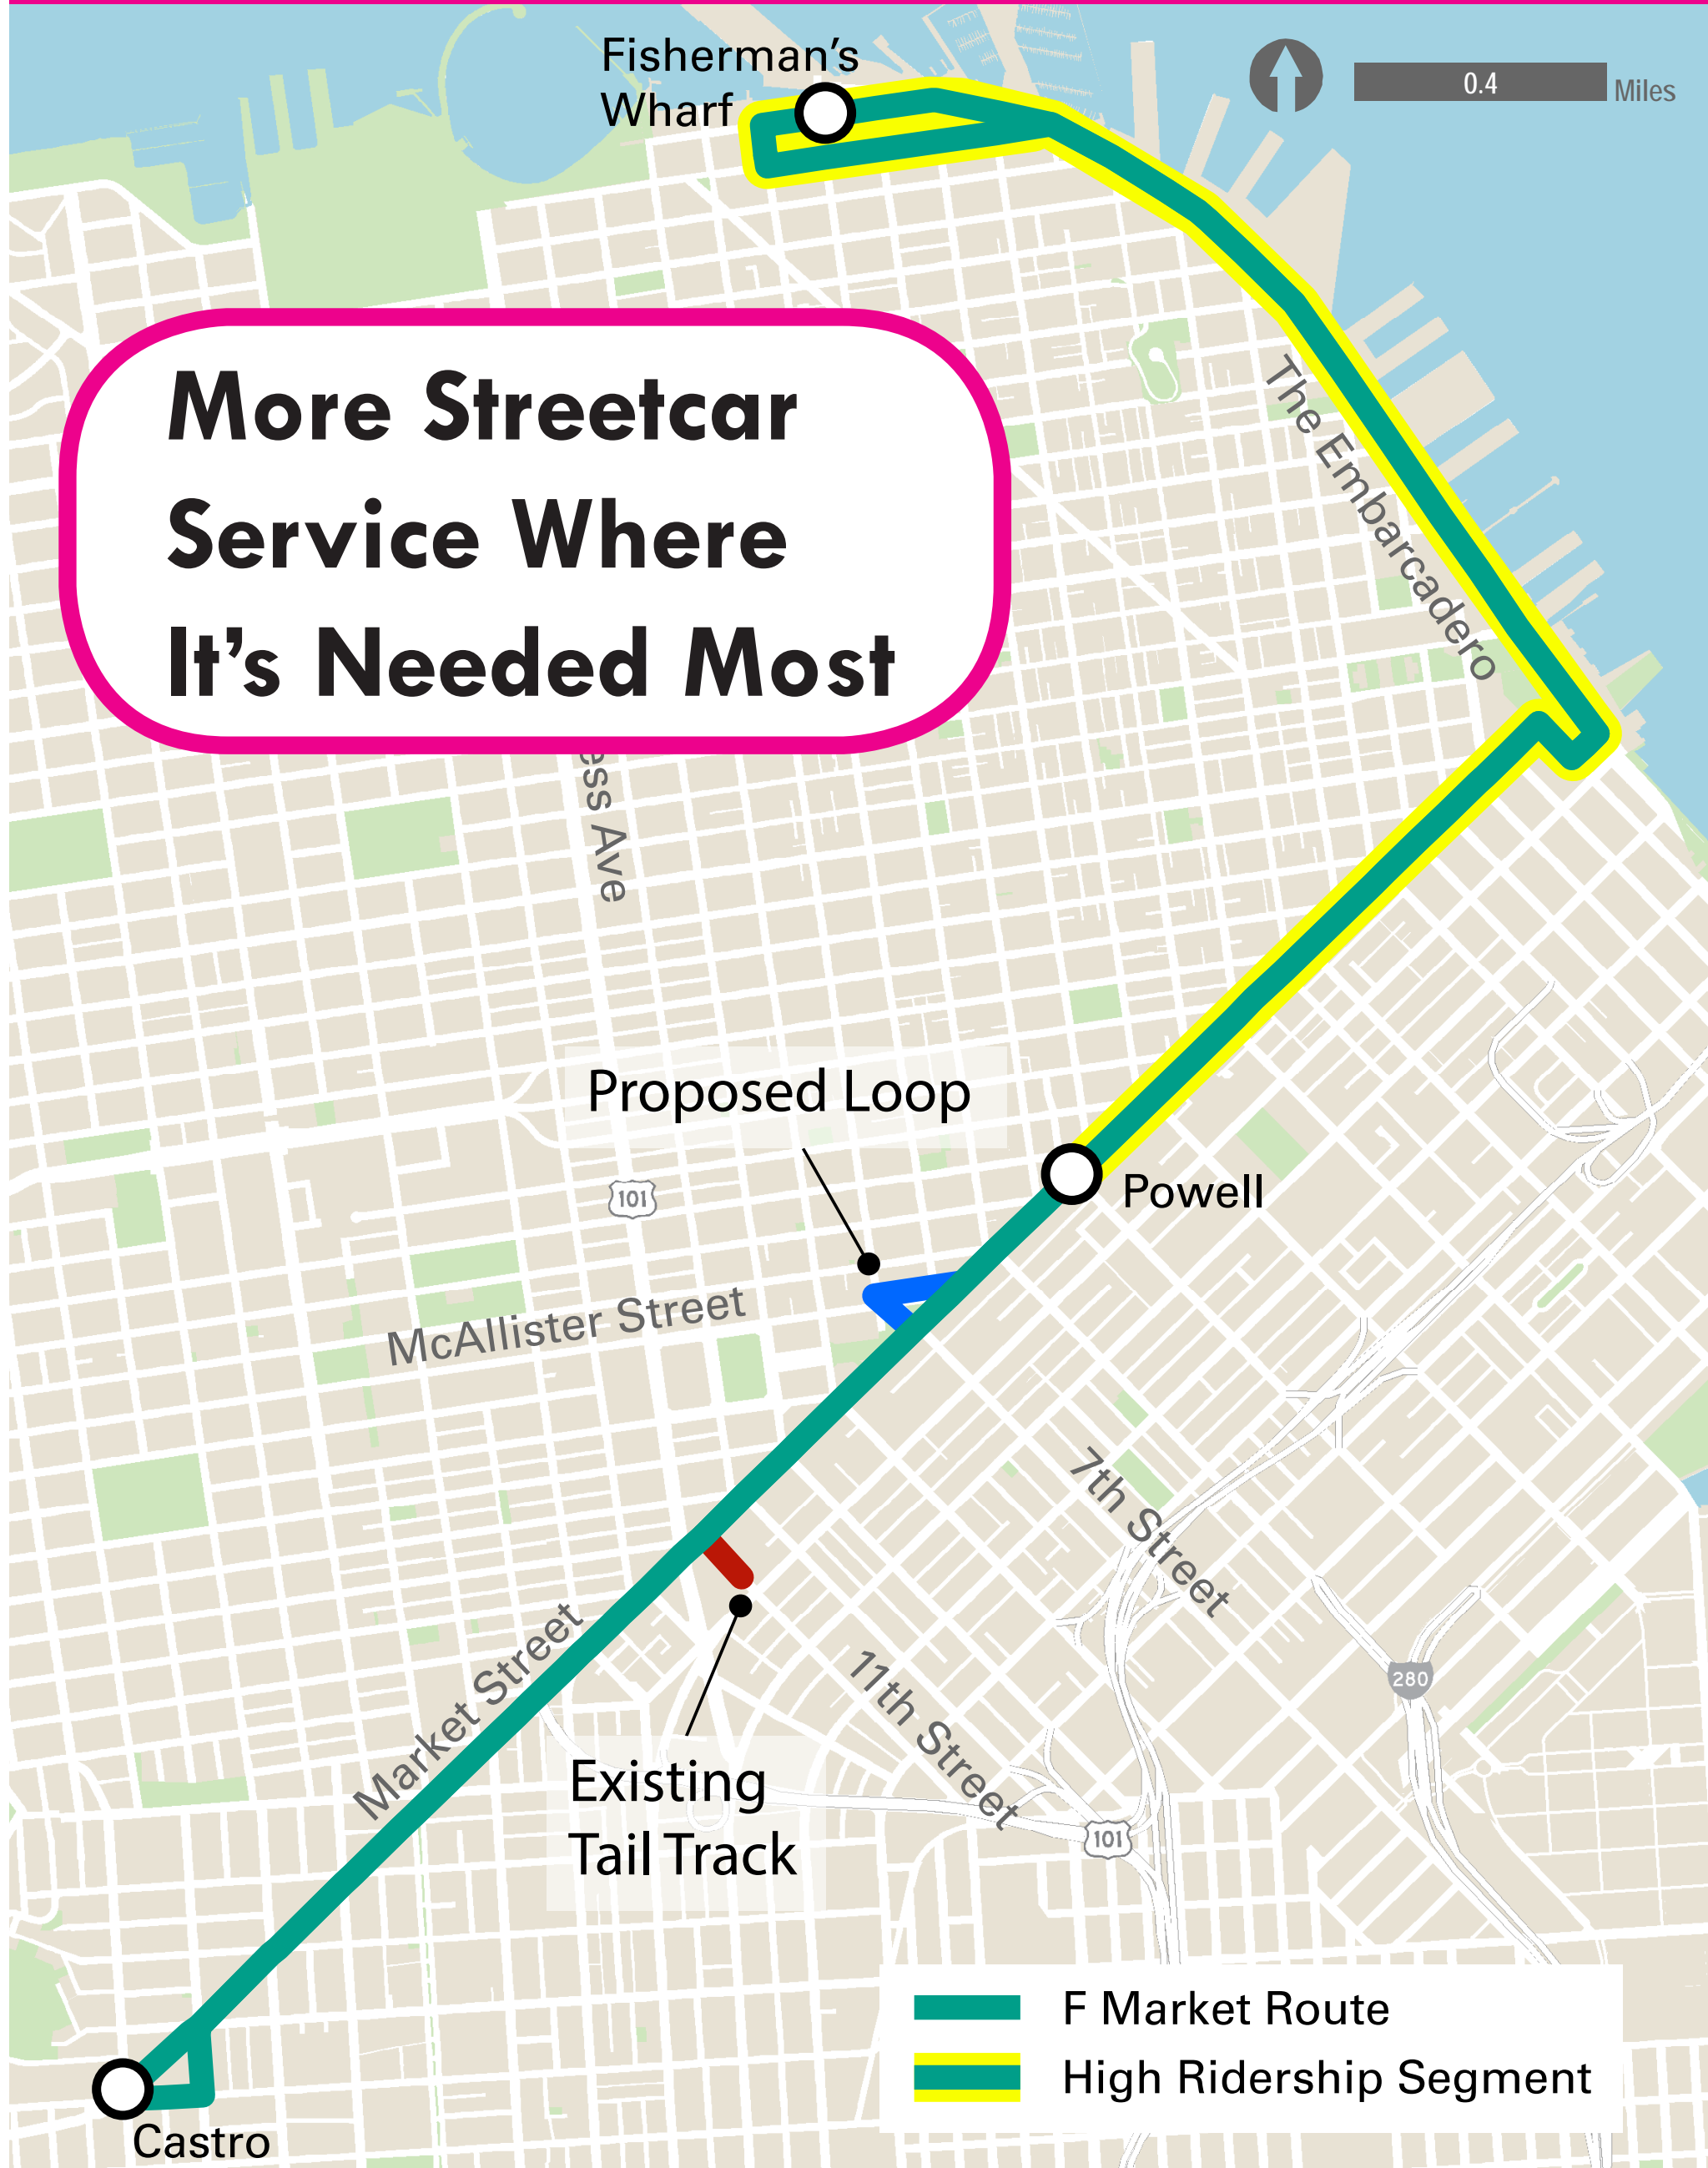 Fisherman’s
Wharf
0.4
Miles
More Streetcar
Service Where
It’s Needed Most
The Embarcadero
ess Ave
Proposed Loop
Powell
101
McAllister Street
7th Street
Market Street
11th Street
280
Existing
Tail Track
101
F Market Route
High Ridership Segment
Castro